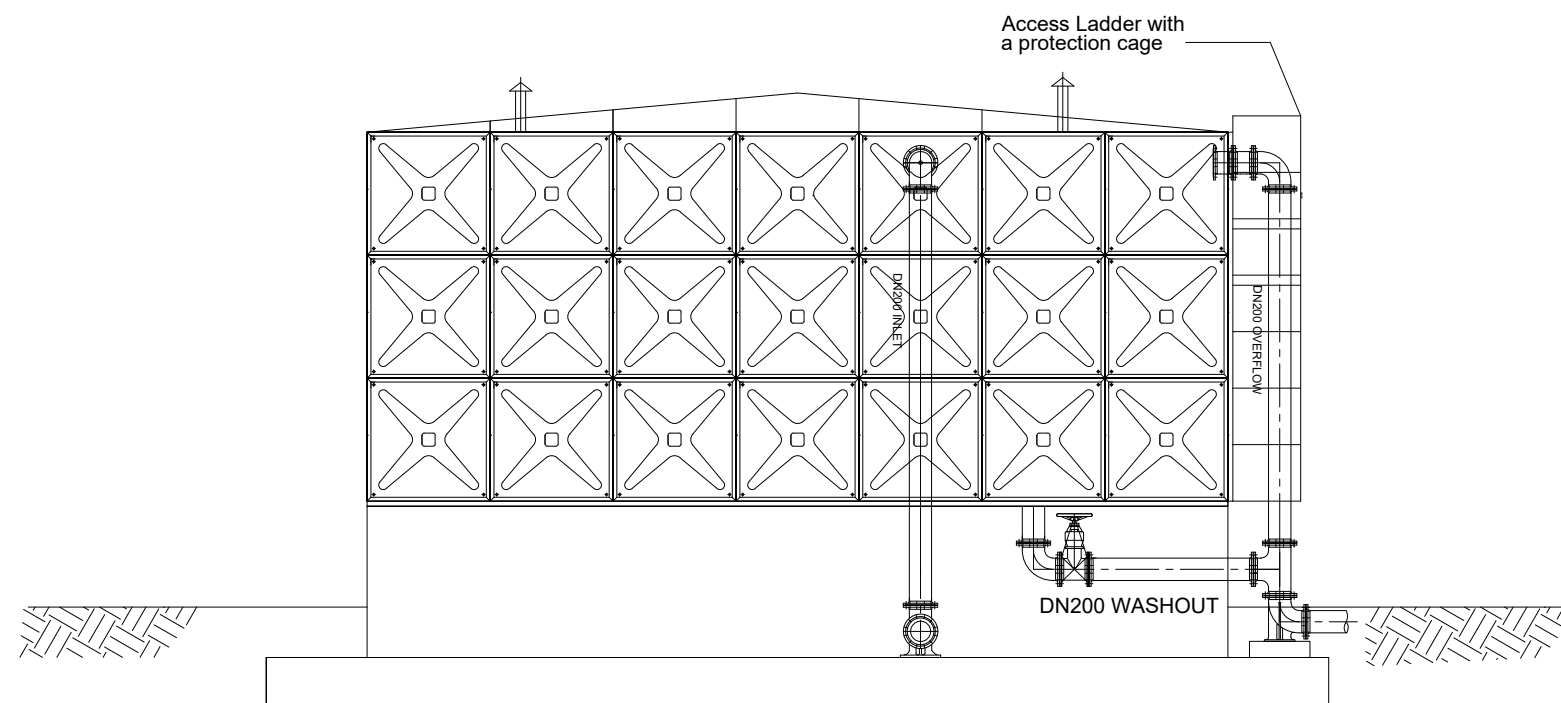 Access Ladder with
a protection cage
DN200 INLET
DN200 OVERFLOW
DN200 WASHOUT